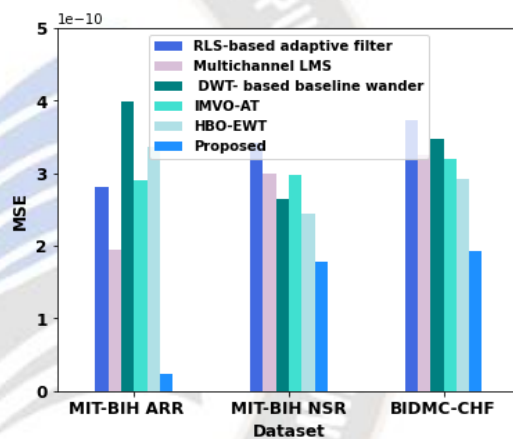 1e−10
5
4
3
2
1
0
MSE
RLS-based adaptive filter
Multichannel LMS
DWT- based baseline wander
IMVO-AT
HBO-EWT
Proposed
MIT-BIH ARR
MIT-BIH NSR
BIDMC-CHF
Dataset